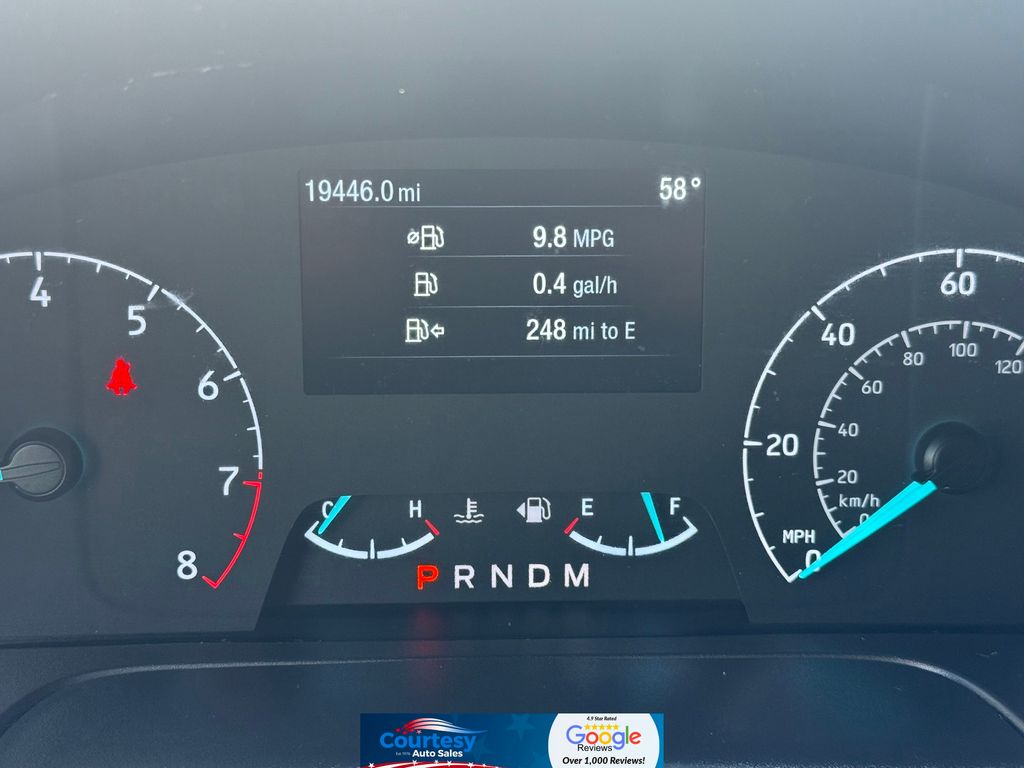 19446.0 mi 58°
9.8 MPG
0.4 gal/h
248 mi to E
4
5
6
7
8
60
40
20
0
MPH
120
100
80
60
40
20
0
km/h
C H
E F
P R N D M
Courtesy
Auto Sales
4.9 Star Rated
Google
Reviews
Over 1,000 Reviews!